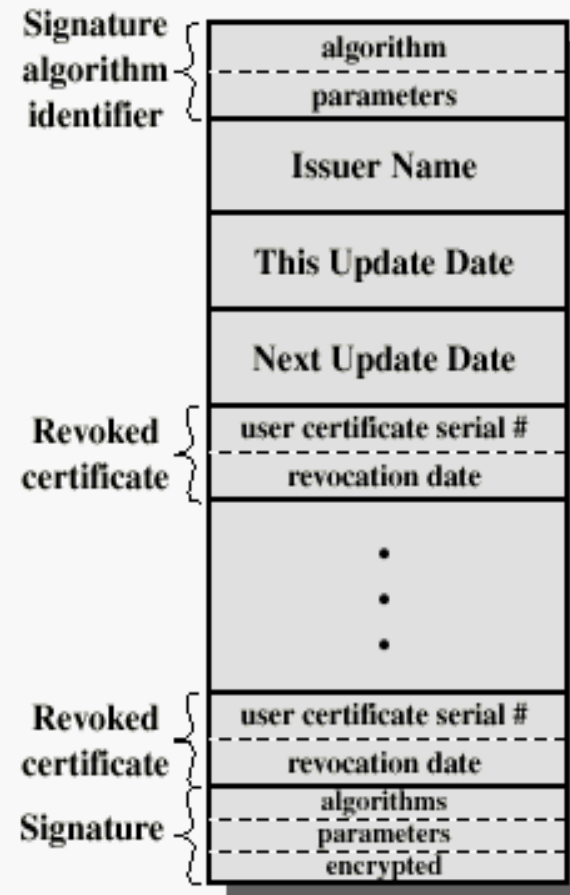 Signature
algorithm
identifier
algorithm
parameters
Issuer Name
This Update Date
Next Update Date
Revoked
certificate
user certificate serial #
revocation date
Revoked
certificate
user certificate serial #
revocation date
Signature
algorithms
parameters
encrypted